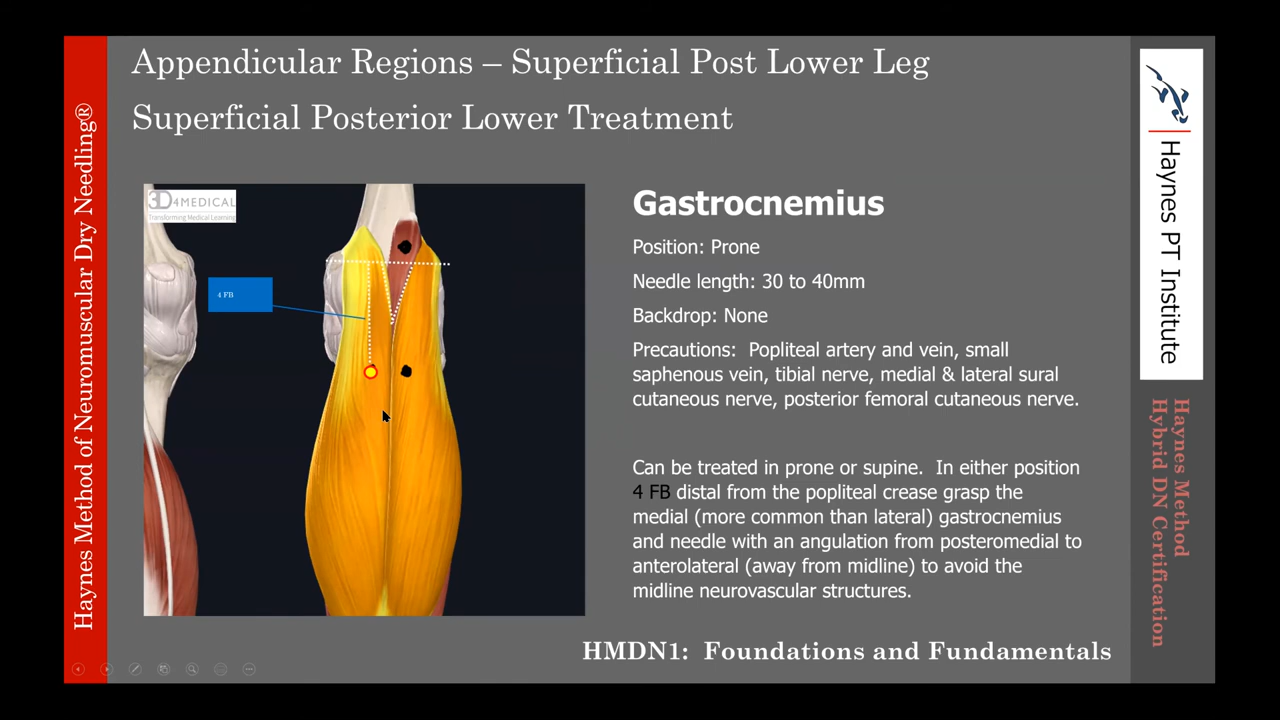 Haynes Method of Neuromuscular Dry Needling®
Appendicular Regions – Superficial Post Lower Leg
Superficial Posterior Lower Treatment
3D4MEDICAL
Transforming Medical Learning
4 FB
Gastrocnemius
Position: Prone
Needle length: 30 to 40mm
Backdrop: None
Precautions: Popliteal artery and vein, small
saphenous vein, tibial nerve, medial & lateral sural
cutaneous nerve, posterior femoral cutaneous nerve.
Can be treated in prone or supine. In either position
4 FB distal from the popliteal crease grasp the
medial (more common than lateral) gastrocnemius
and needle with an angulation from posteromedial to
anterolateral (away from midline) to avoid the
midline neurovascular structures.
HMDN1: Foundations and Fundamentals
Haynes PT Institute
Haynes Method
Hybrid DN Certification